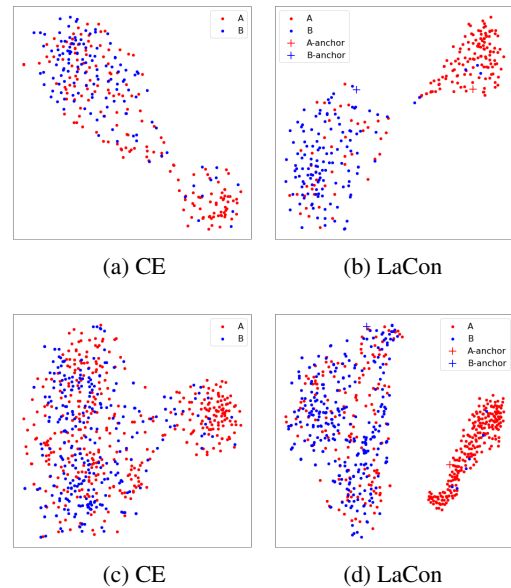 A
B
A
B
A-anchor
B-anchor
(a) CE
(b) LaCon
A
B
A
B
A-anchor
B-anchor
(c) CE
(d) LaCon